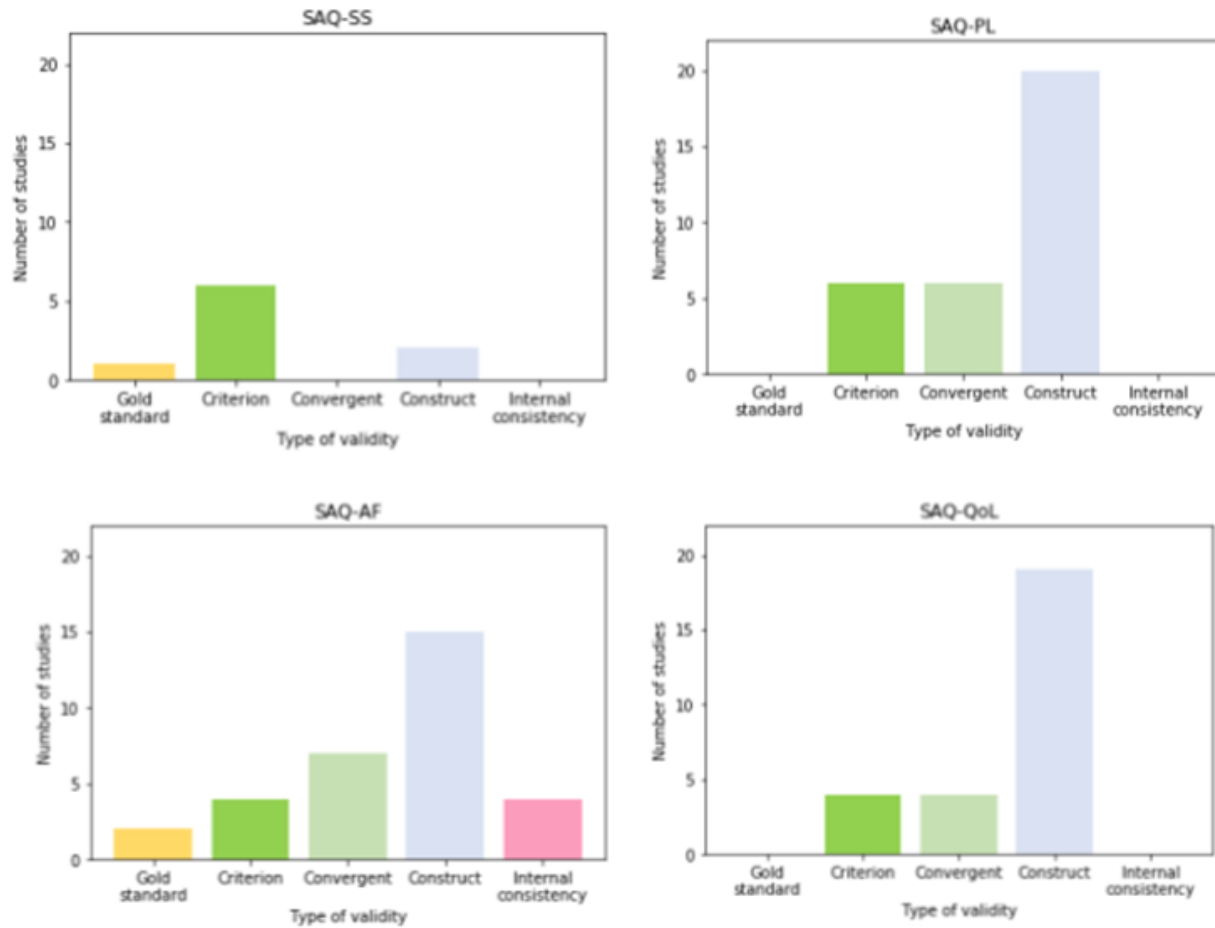 SAQ-SS
Number of studies
20
15
10
5
0
Gold
standard
Criterion
Convergent
Construct
Internal
consistency
Type of validity
SAQ-PL
Number of studies
20
15
10
5
0
Gold
standard
Criterion
Convergent
Construct
Internal
consistency
Type of validity
SAQ-AF
Number of studies
20
15
10
5
0
Gold
standard
Criterion
Convergent
Construct
Internal
consistency
Type of validity
SAQ-QoL
Number of studies
20
15
10
5
0
Gold
standard
Criterion
Convergent
Construct
Internal
consistency
Type of validity